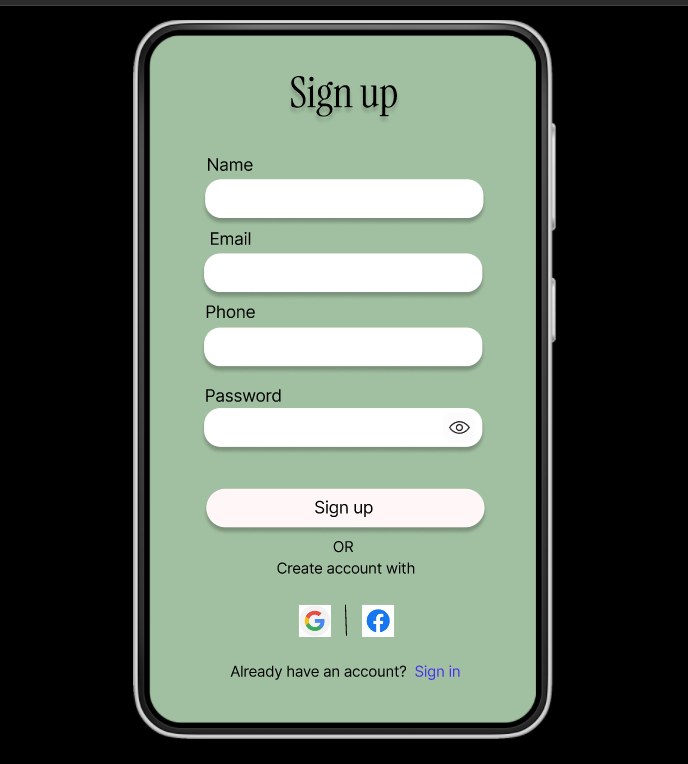 Sign up
Name
Email
Phone
Password
Sign up
OR
Create account with
Already have an account? Sign in